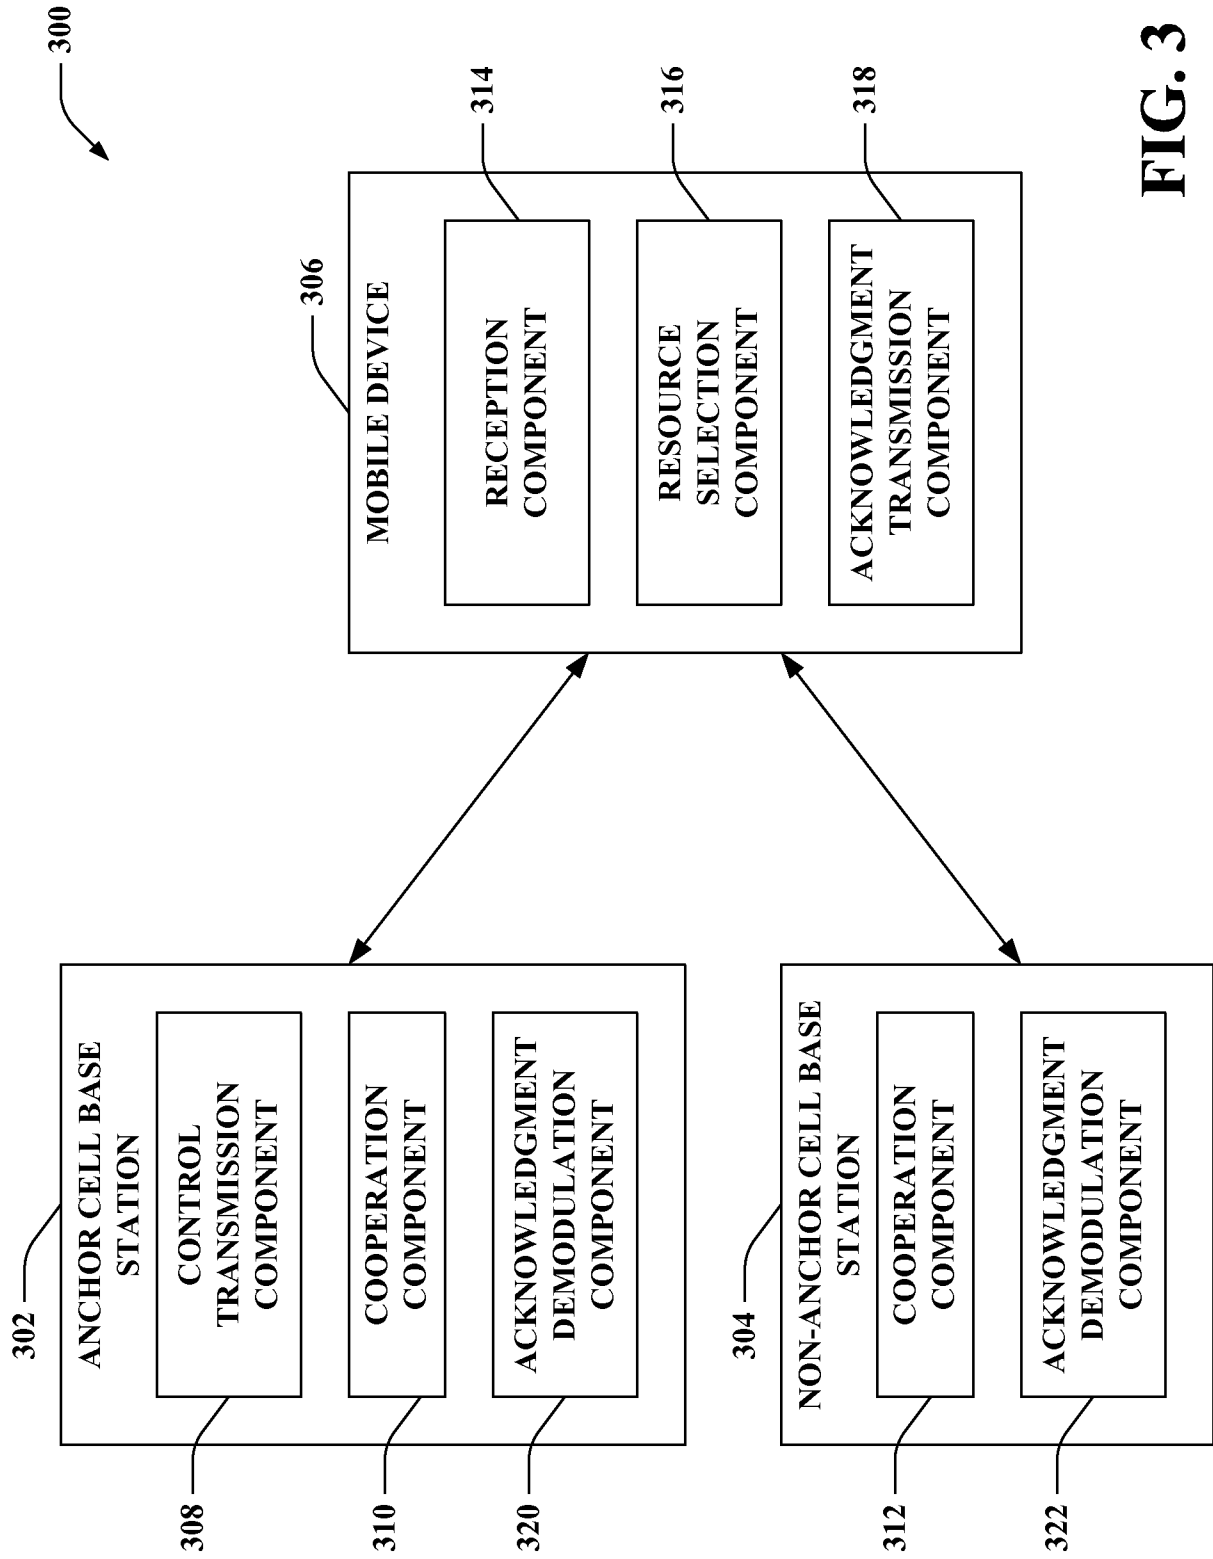 300
302
ANCHOR CELL BASE
STATION
308
CONTROL
TRANSMISSION
COMPONENT
310
COOPERATION
COMPONENT
320
ACKNOWLEDGMENT
DEMODULATION
COMPONENT
304
NON-ANCHOR CELL BASE
STATION
312
COOPERATION
COMPONENT
322
ACKNOWLEDGMENT
DEMODULATION
COMPONENT
306
MOBILE DEVICE
RECEPTION
COMPONENT
314
RESOURCE
SELECTION
COMPONENT
316
ACKNOWLEDGMENT
TRANSMISSION
COMPONENT
318
FIG. 3